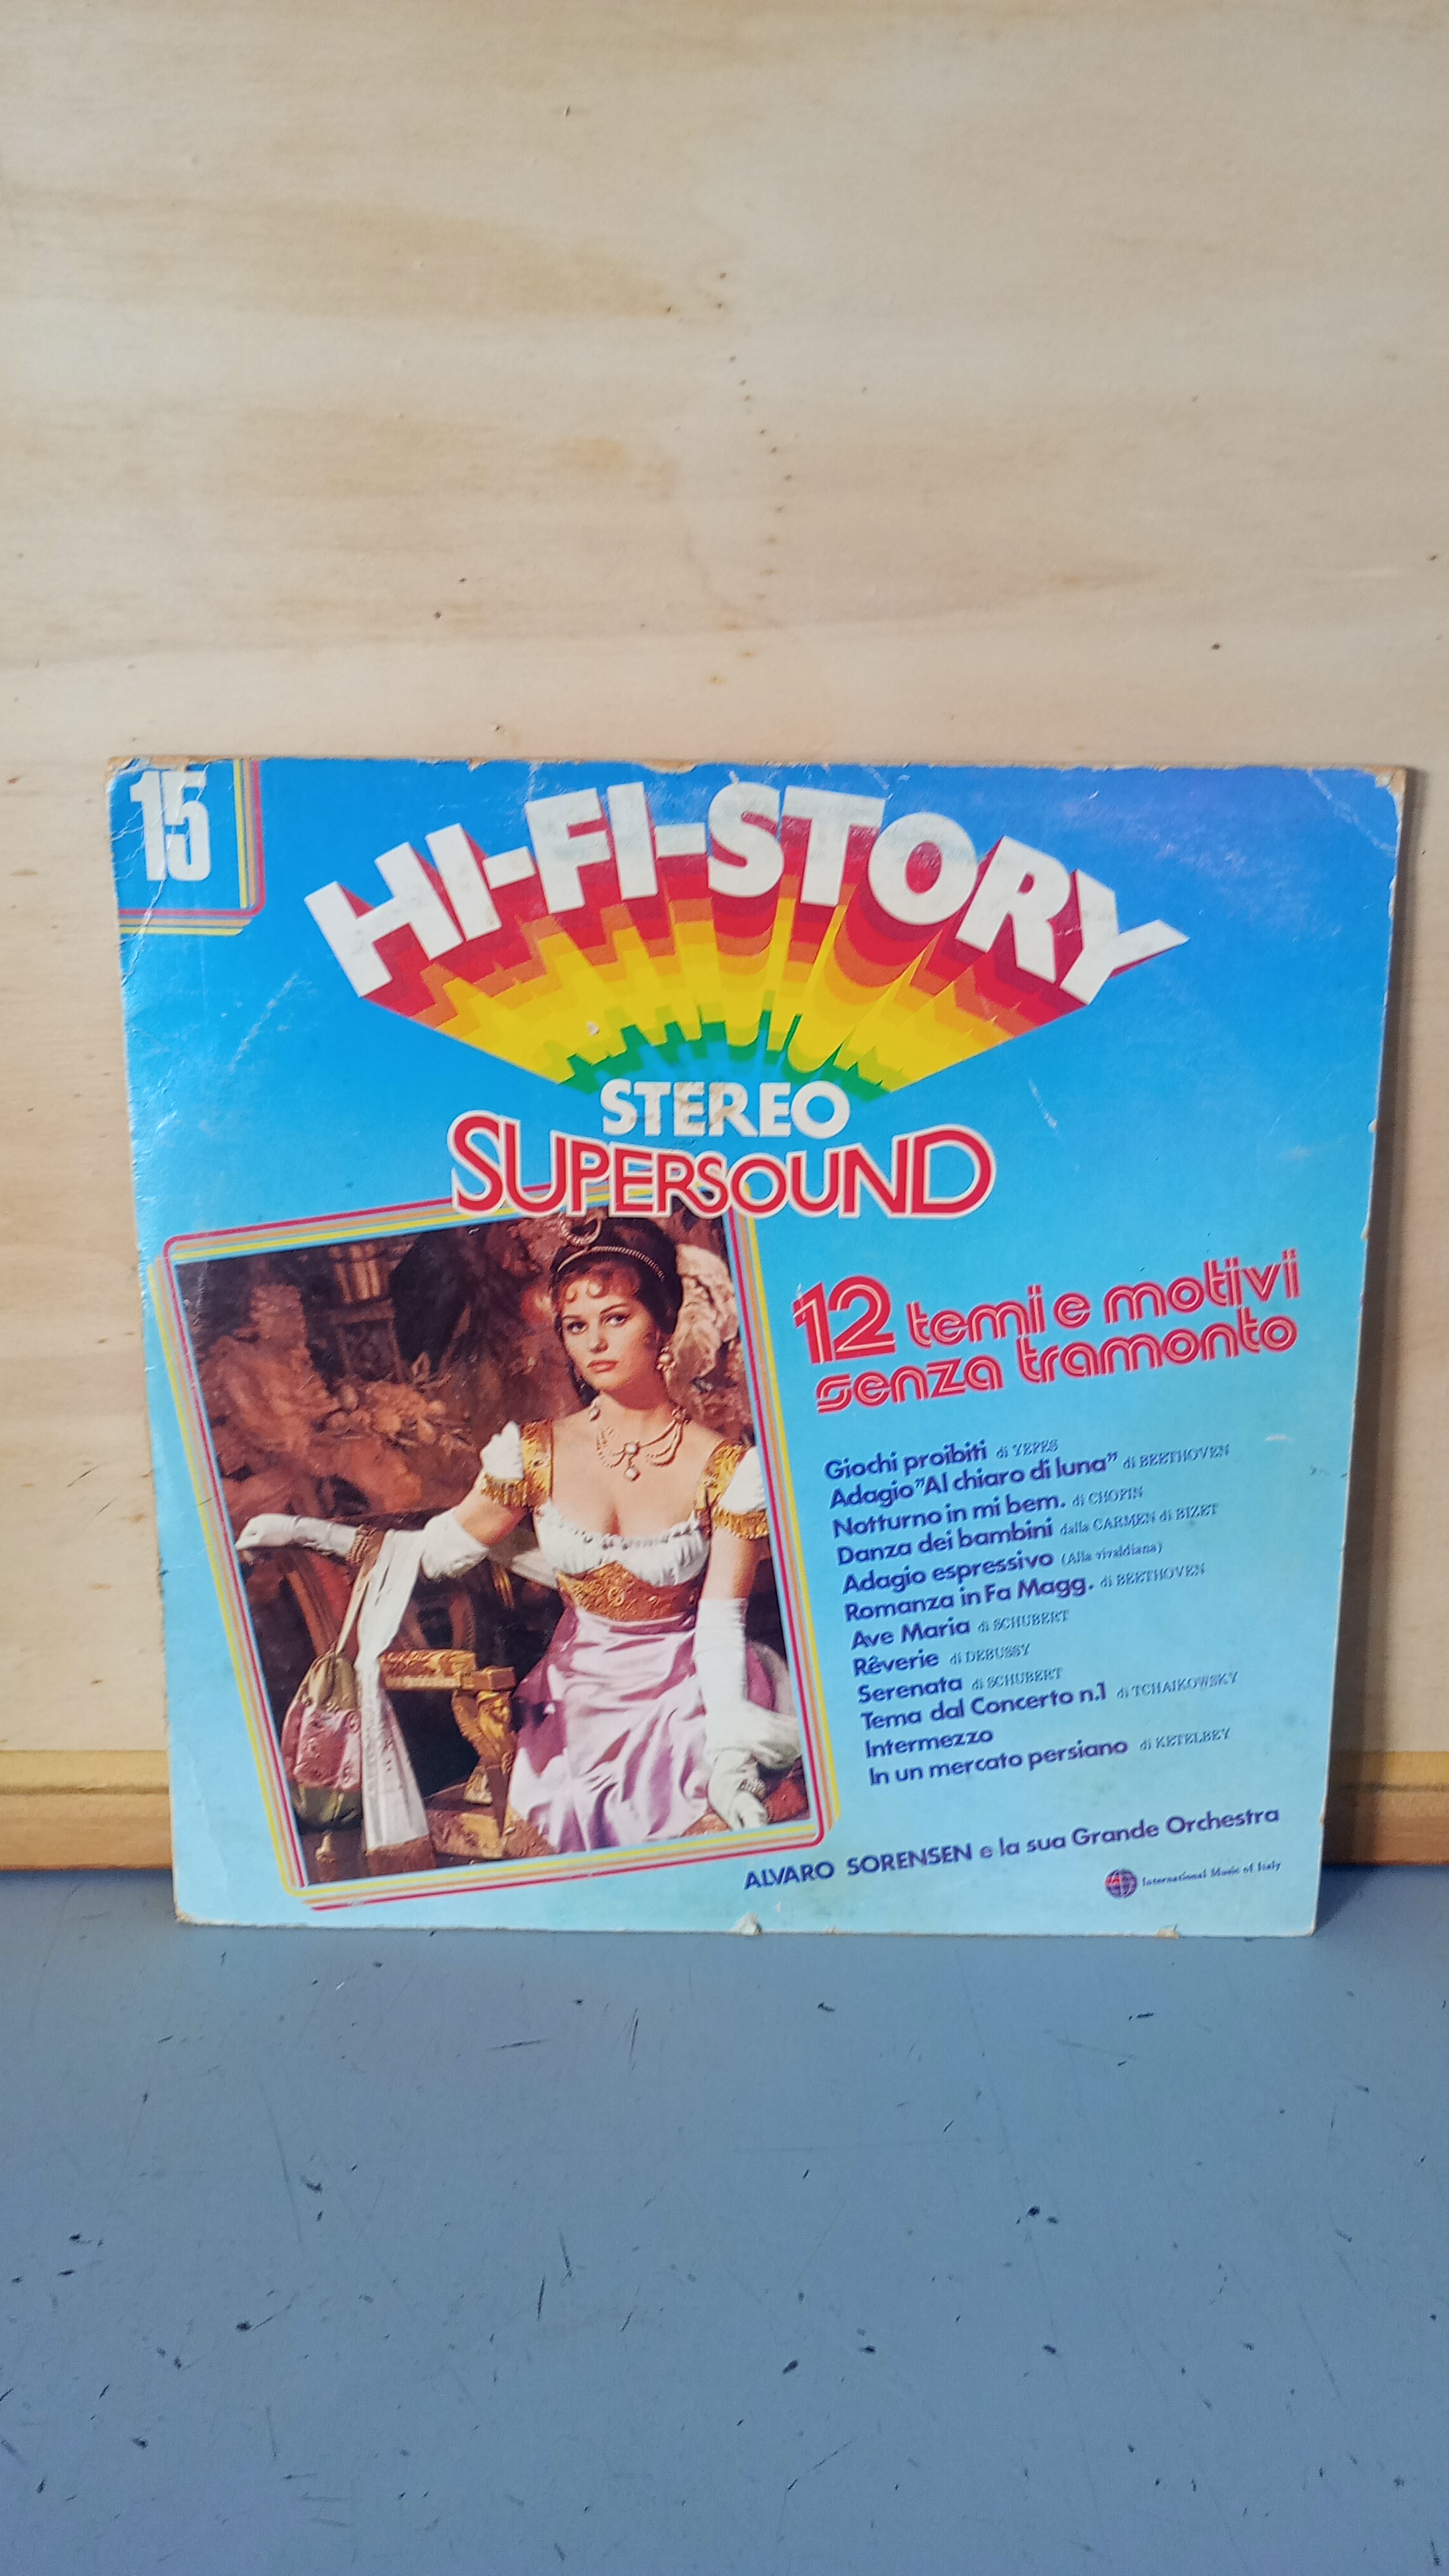 15
HI-FI-STORY
STEREO
SUPERSOUND
12 temi e motivi
senza tramonto
Giochi proibiti di YEPES
Adagio "Al chiaro di luna" di BEETHOVEN
Notturno in mi bem. di CHOPIN
Danza dei bambini dalla CARMEN di BIZET
Adagio espressivo (Alla vivaldiana)
Romanza in Fa Magg. di BEETHOVEN
Ave Maria di SCHUBERT
Rêverie di DEBUSSY
Serenata di SCHUBERT
Tema dal Concerto n.1 di TCHAIKOWSKY
Intermezzo
In un mercato persiano di KETELBEY
ALVARO SORENSEN e la sua Grande Orchestra
International Music of Italy